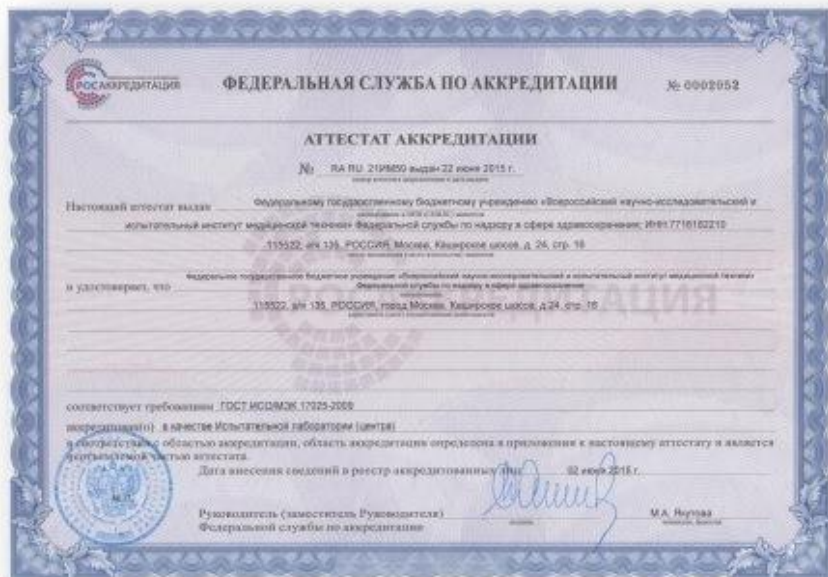 РОСАККРЕДИТАЦИЯ
ФЕДЕРАЛЬНАЯ СЛУЖБА ПО АККРЕДИТАЦИИ
№ 0002052
АТТЕСТАТ АККРЕДИТАЦИИ
№ RA RU выдан 22 июня 2015 г.
Настоящий аттестат выдан Федеральному государственному бюджетному учреждению «Всероссийский научно-исследовательский и
испытательный институт медицинской техники» Федеральной службы по надзору в сфере здравоохранения; ИНН:7716182210
115522, а/я 135, РОССИЯ, Москва, Каширское шоссе, д. 24, стр. 16
и удостоверяет, что Федеральное государственное бюджетное учреждение «Всероссийский научно-исследовательский и испытательный институт медицинской техники»
Федеральной службы по надзору в сфере здравоохранения
115522, а/я 135, РОССИЯ, город Москва, Каширское шоссе, д.24, стр. 16
соответствует требованиям ГОСТ ИСО/МЭК 17025-2009
аккредитован(о) в качестве Испытательной лаборатории (центра)
в соответствии с областью аккредитации, область аккредитации определена в приложении к настоящему аттестату и является
неотъемлемой частью аттестата.
Дата внесения сведений в реестр аккредитованных лиц 02 июня 2015 г.
Руководитель (заместитель Руководителя)
Федеральной службы по аккредитации
М.А. Якутова